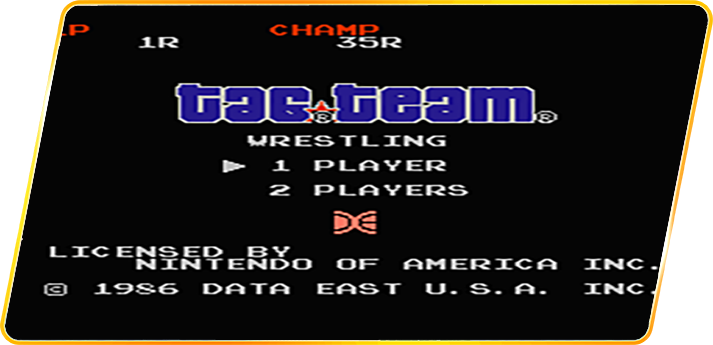 1P CHAMP
1R 35R
tag team®
WRESTLING
▶ 1 PLAYER
2 PLAYERS
LICENSED BY
NINTENDO OF AMERICA INC.
© 1986 DATA EAST U.S.A. INC.